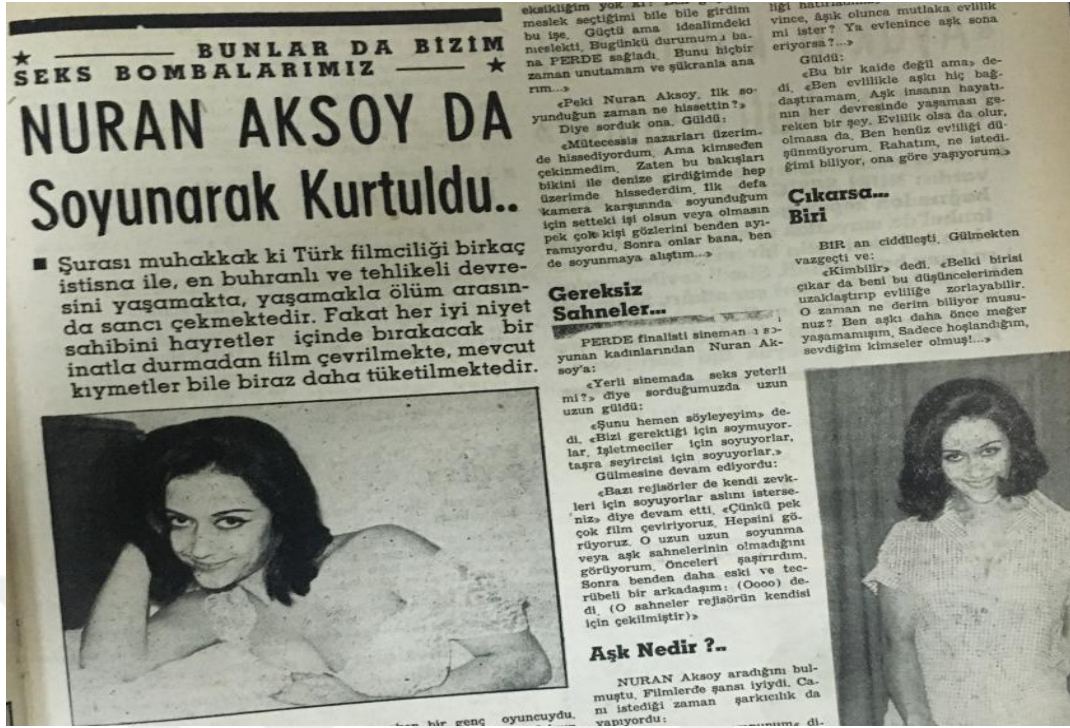 BUNLAR DA BİZİM
SEKS BOMBALARIMIZ
NURAN AKSOY DA
Soyunarak Kurtuldu..
Şurası muhakkak ki Türk filmciliği birkaç
istisna ile, en buhranlı ve tehlikeli devre-
sini yaşamakta, yaşamakla ölüm arasın-
da sancı çekmektedir. Fakat her iyi niyet
sahibini hayretler içinde bırakacak bir
inatla durmadan film çevrilmekte, mevcut
kıymetler bile biraz daha tüketilmektedir.
bir genç oyuncuydu.
eksikliğim yok ki?
meslek seçtiğimi bile bile girdim
bu işe. Güçtü ama idealimdeki
meslekti. Bugünkü durumumu ba-
na PERDE sağladı. Bunu hiçbir
zaman unutamam ve şükranla ana
rım...»
«Peki Nuran Aksoy, ilk so-
yunduğun zaman ne hissettin?»
Diye sorduk ona. Güldü:
«Mütecessis nazarları üzerim-
de hissediyordum. Ama kimseden
çekinmedim. Zaten bu bakışları
bikini ile denize girdiğimde hep
üzerimde hissederdim. İlk defa
kamera karşısında soyunduğum
için setteki işi olsun veya olmasın
pek çok kişi gözlerini benden ayı-
ramıyordu. Sonra onlar bana, ben
de soyunmaya alıştım...»
Gereksiz
Sahneler...
PERDE finalisti sinemanın so-
yunan kadınlarından Nuran Ak-
soy'a:
«Yerli sinemada seks yeterli
mi?» diye sorduğumuzda uzun
uzun güldü:
«Şunu hemen söyleyeyim» de-
di. «Bizi gerektiği için soymuyor-
lar. İşletmeciler için soyuyorlar,
taşra seyircisi için soyuyorlar.»
Gülmesine devam ediyordu:
«Bazı rejisörler de kendi zevk-
leri için soyuyorlar aslını isterse-
niz» diye devam etti. «Çünkü pek
çok film çeviriyoruz. Hepsini gö-
rüyoruz. O uzun uzun soyunma
veya aşk sahnelerinin olmadığını
görüyorum. Önceleri şaşırırdım.
Sonra benden daha eski ve tec-
rübeli bir arkadaşım: (Oooo) de-
di. (O sahneler rejisörün kendisi
için çekilmiştir)»
Aşk Nedir ?..
NURAN Aksoy aradığını bul-
muştu. Filmlerde şansı iyiydi. Ca-
nı istediği zaman şarkıcılık da
yapıyordu:
vince, âşık olunca mutlaka evlilik
mi ister? Ya evlenince aşk sona
eriyorsa?...»
Güldü:
«Bu bir kaide değil ama» de-
di. «Ben evlilikle aşkı hiç bağ-
daştıramam. Aşk insanın hayatı-
nın her devresinde yaşaması ge-
reken bir şey. Evlilik olsa da olur,
olmasa da. Ben henüz evliliği dü-
şünmüyorum. Rahatım, ne istedi-
ğimi biliyor, ona göre yaşıyorum.»
Çıkarsa...
Biri
BIR an ciddileşti. Gülmekten
vazgeçti ve:
«Kimbilir» dedi. «Belki birisi
çıkar da beni bu düşüncelerimden
uzaklaştırıp evliliğe zorlayabilir.
O zaman ne derim biliyor musu-
nuz? Ben aşkı daha önce meğer
yaşamamışım. Sadece hoşlandığım,
sevdiğim kimseler olmuş!...»